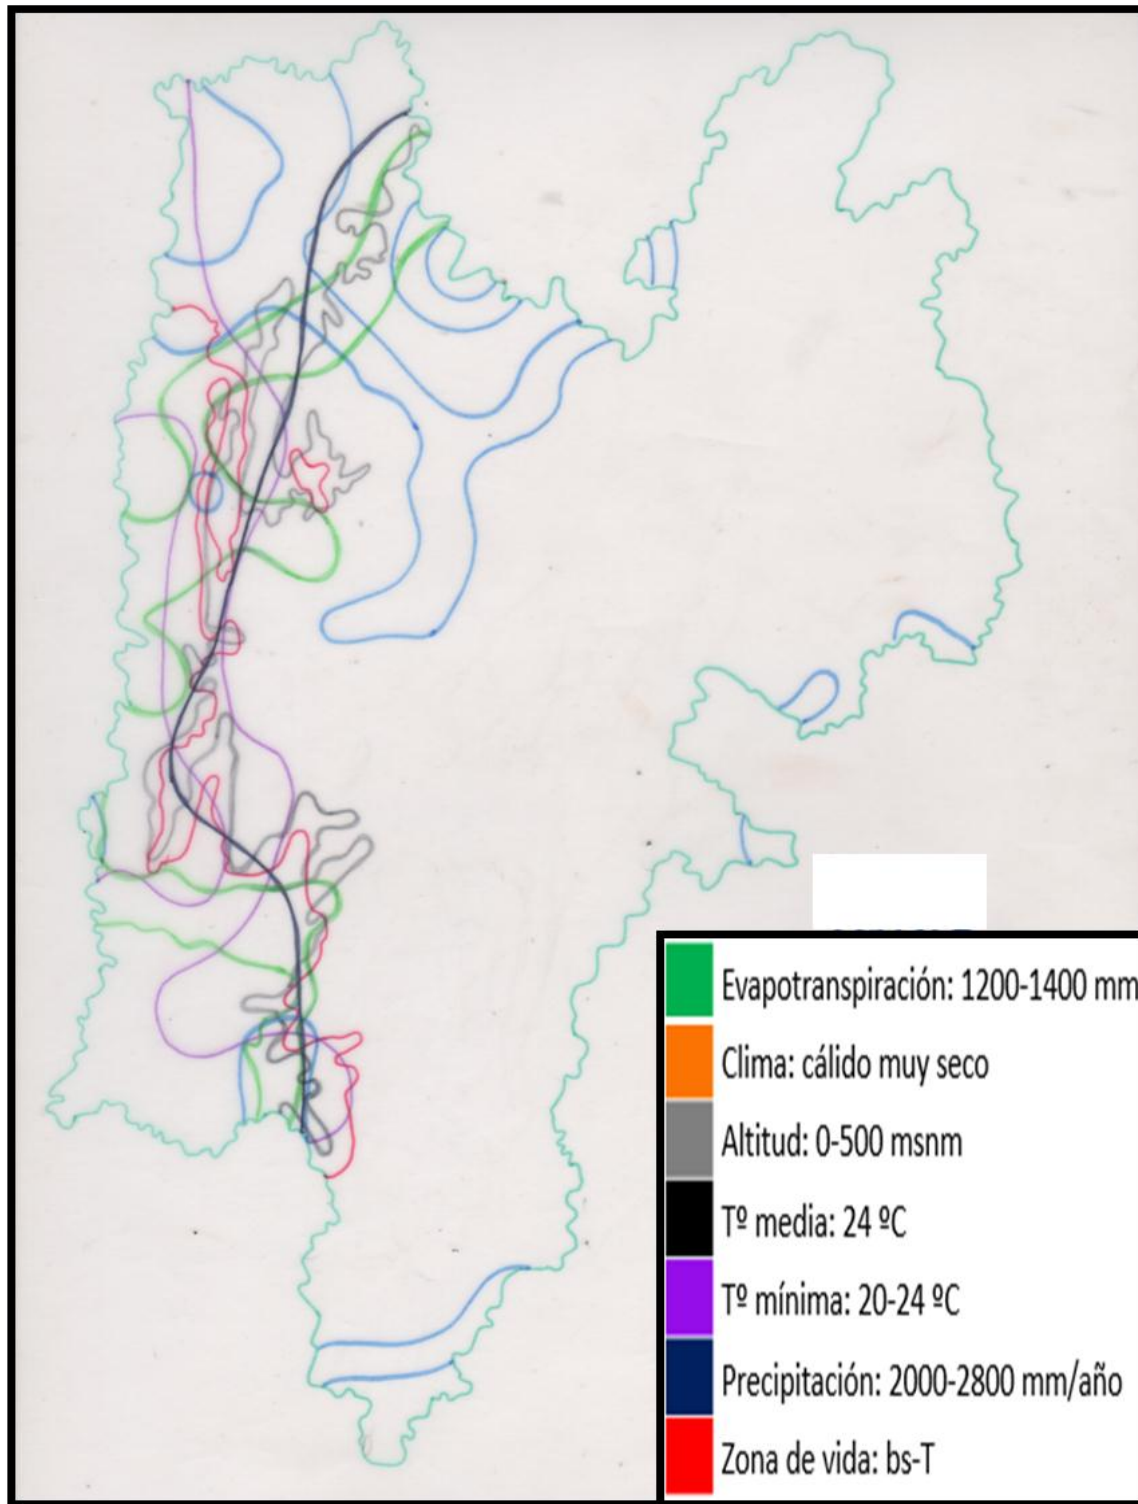 Evapotranspiración: 1200-1400 mm
Clima: cálido muy seco
Altitud: 0-500 msnm
Tº media: 24 ºC
Tº mínima: 20-24 ºC
Precipitación: 2000-2800 mm/año
Zona de vida: bs-T